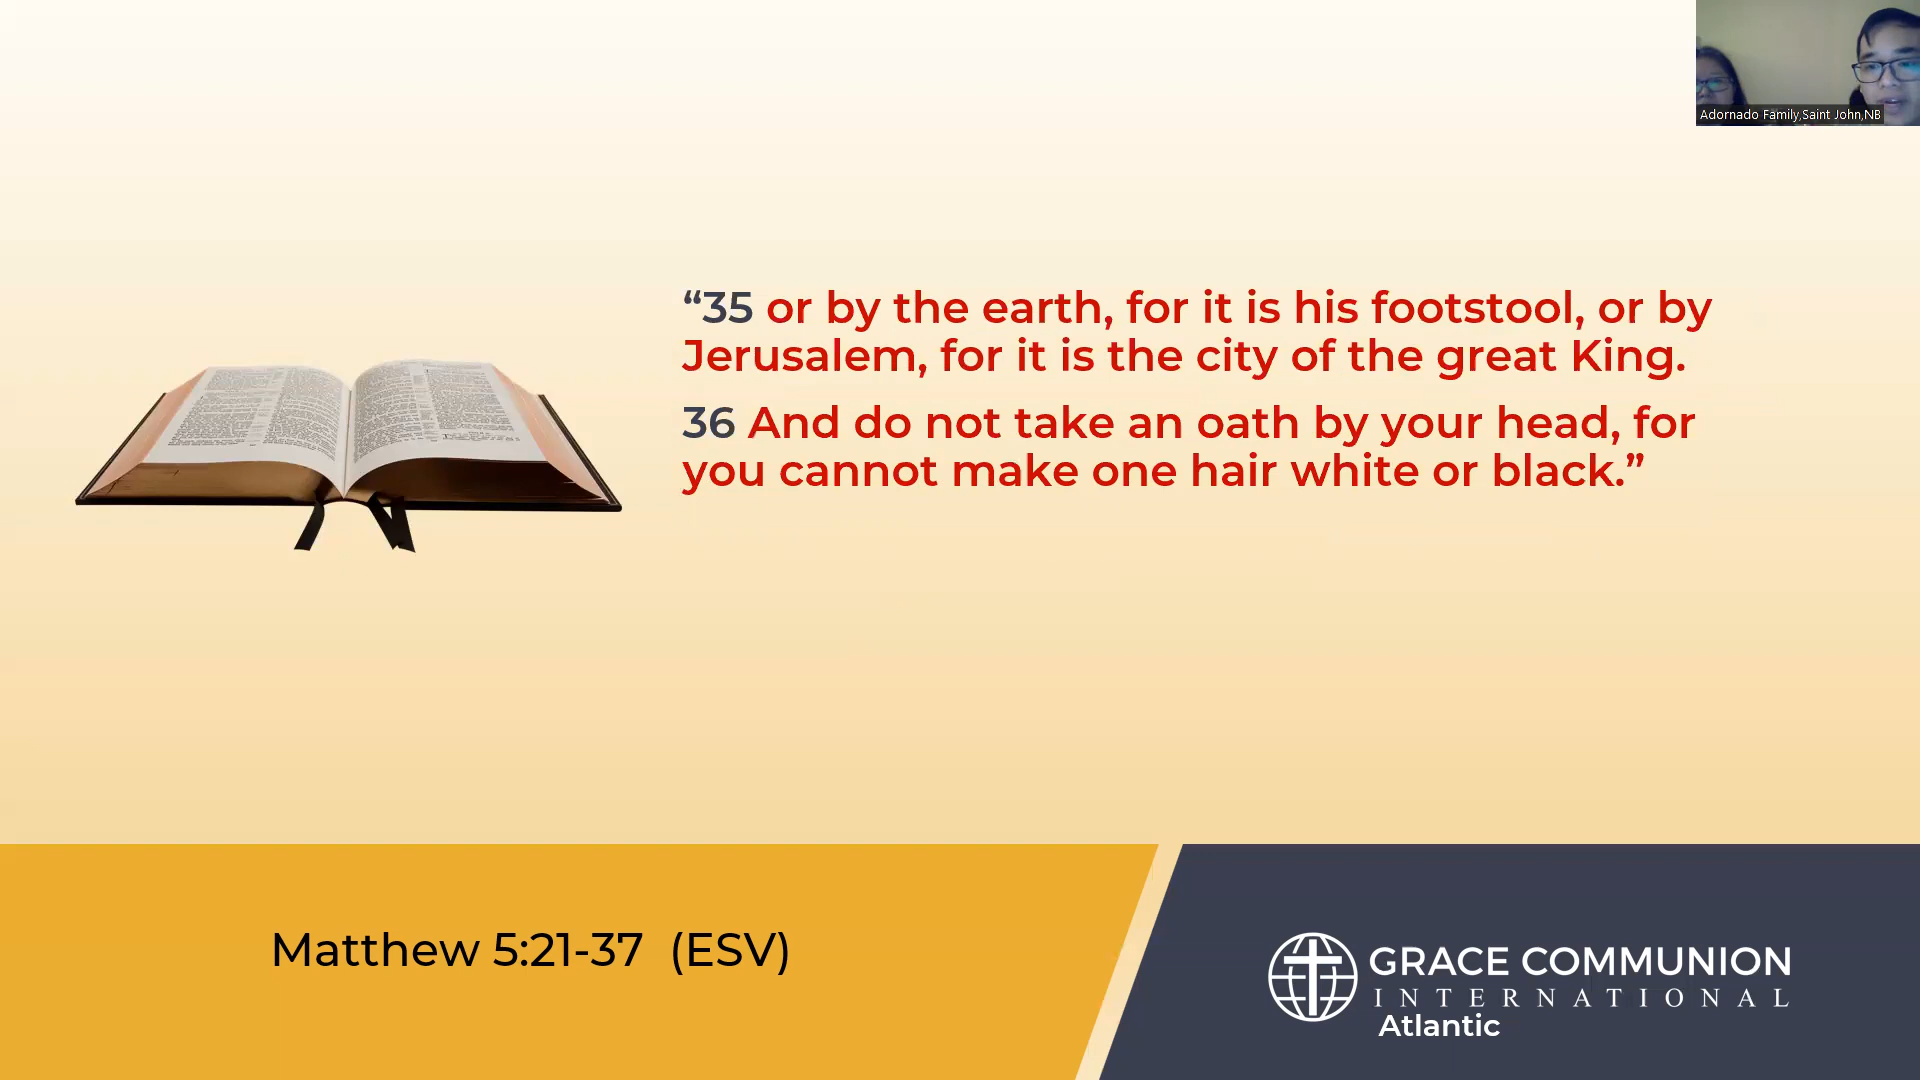 Adornado Family,Saint John,NB
“35 or by the earth, for it is his footstool, or by
Jerusalem, for it is the city of the great King.
36 And do not take an oath by your head, for
you cannot make one hair white or black.”
Matthew 5:21-37 (ESV)
GRACE COMMUNION
INTERNATIONAL
Atlantic